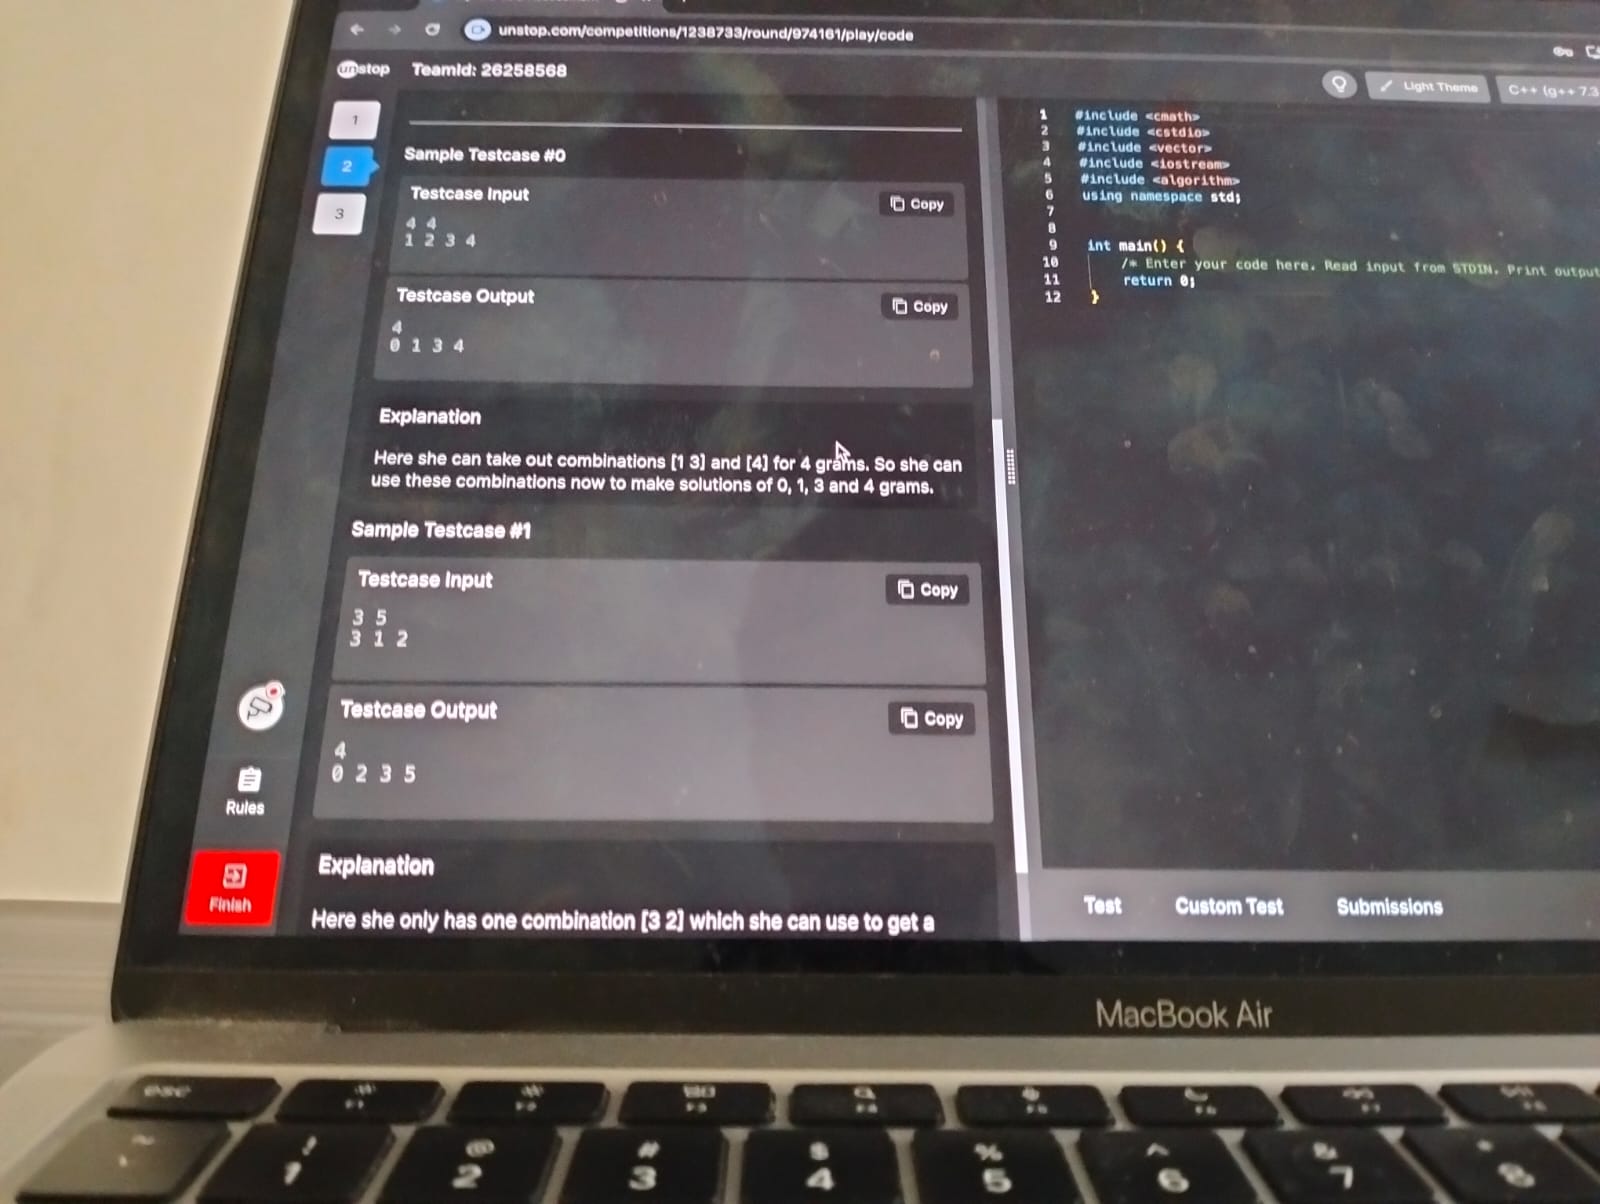 unstop.com/competitions/1238733/round/974161/play/code
unstop TeamId: 26258568
Light Theme
C++ (g++ 7.3
1
2
3
Sample Testcase #0
Testcase Input
Copy
4 4
1 2 3 4
Testcase Output
Copy
4
0 1 3 4
Explanation
Here she can take out combinations [1 3] and [4] for 4 grams. So she can
use these combinations now to make solutions of 0, 1, 3 and 4 grams.
Sample Testcase #1
Testcase Input
Copy
3 5
3 1 2
Testcase Output
Copy
4
0 2 3 5
Explanation
Here she only has one combination [3 2] which she can use to get a
Rules
Finish
1 #include <cmath>
2 #include <cstdio>
3 #include <vector>
4 #include <iostream>
5 #include <algorithm>
6 using namespace std;
7
8
9 int main() {
10 /* Enter your code here. Read input from STDIN. Print output
11 return 0;
12 }
Test Custom Test Submissions
MacBook Air
esc F1 F2 F3 F4 F5 F6 F7 F8
~ ! @ # $ % ^ & *
1 2 3 4 5 6 7 8